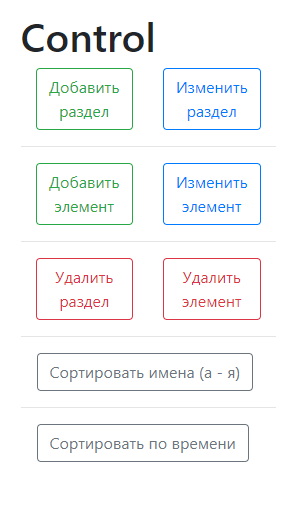 Control
Добавить
раздел
Изменить
раздел
Добавить
элемент
Изменить
элемент
Удалить
раздел
Удалить
элемент
Сортировать имена (а - я)
Сортировать по времени